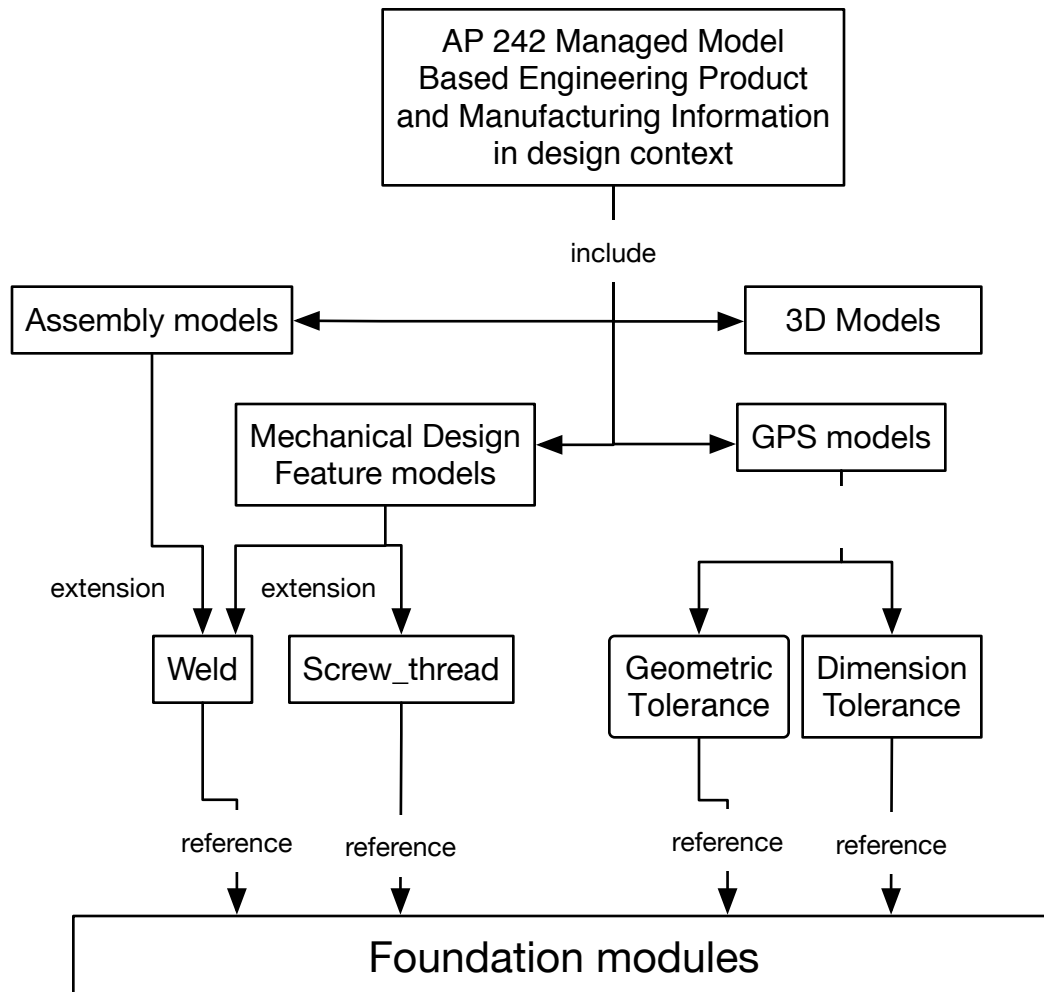 AP 242 Managed Model
Based Engineering Product
and Manufacturing Information
in design context
include
Assembly models
3D Models
Mechanical Design
Feature models
GPS models
extension
extension
Weld
Screw_thread
Geometric
Tolerance
Dimension
Tolerance
reference
reference
reference
reference
Foundation modules